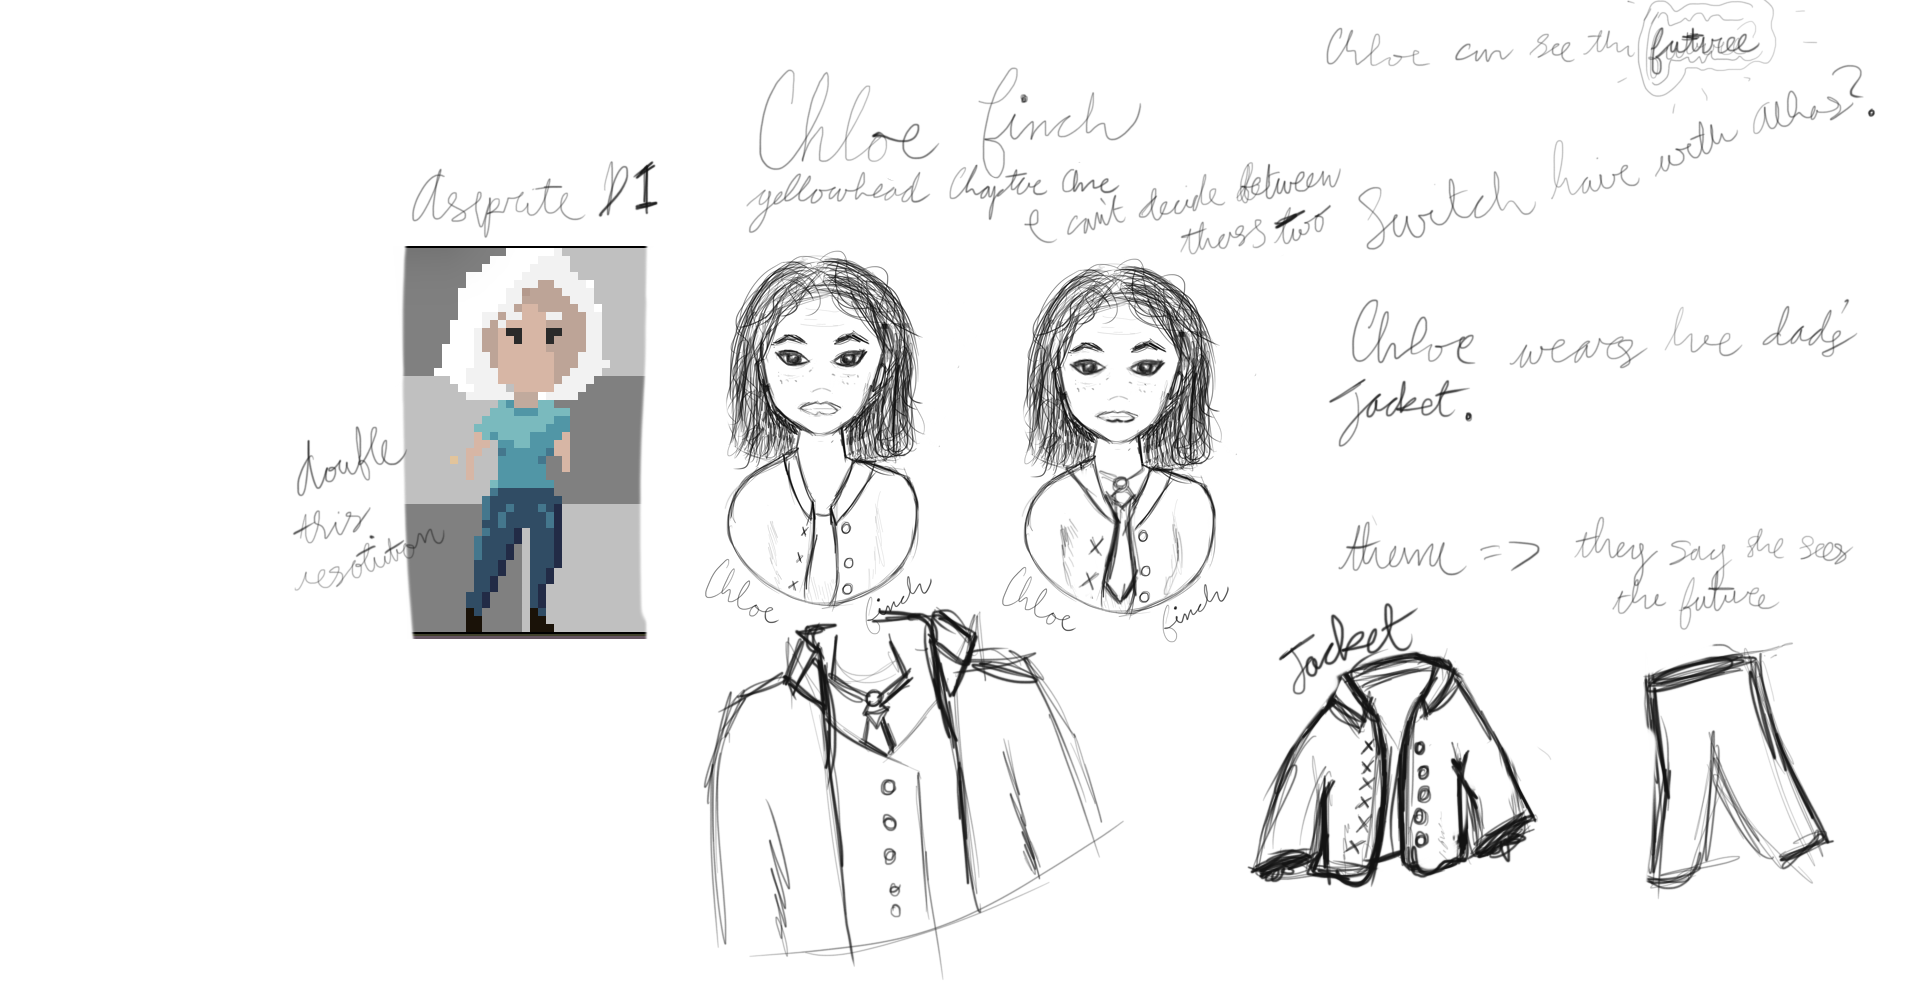 Chloe can see the futuree
Chloe finch
yellowhead Chapter One
I can't decide between
thess two
Switch have with
Aseprite DI
double
this
resolution
Chloe wears her dad's
Jacket.
theme => they say she sees
the future
Chloe finch
Chloe finch
Jacket